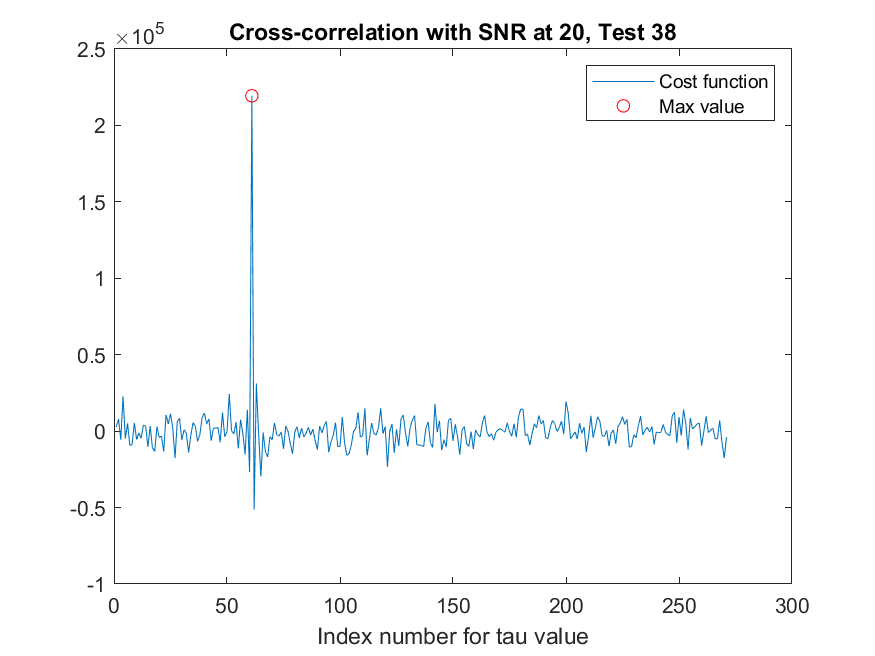 Cross-correlation with SNR at 20, Test 38
×10^5
2.5
2
1.5
1
0.5
0
-0.5
-1
0 50 100 150 200 250 300
Index number for tau value
Cost function
Max value